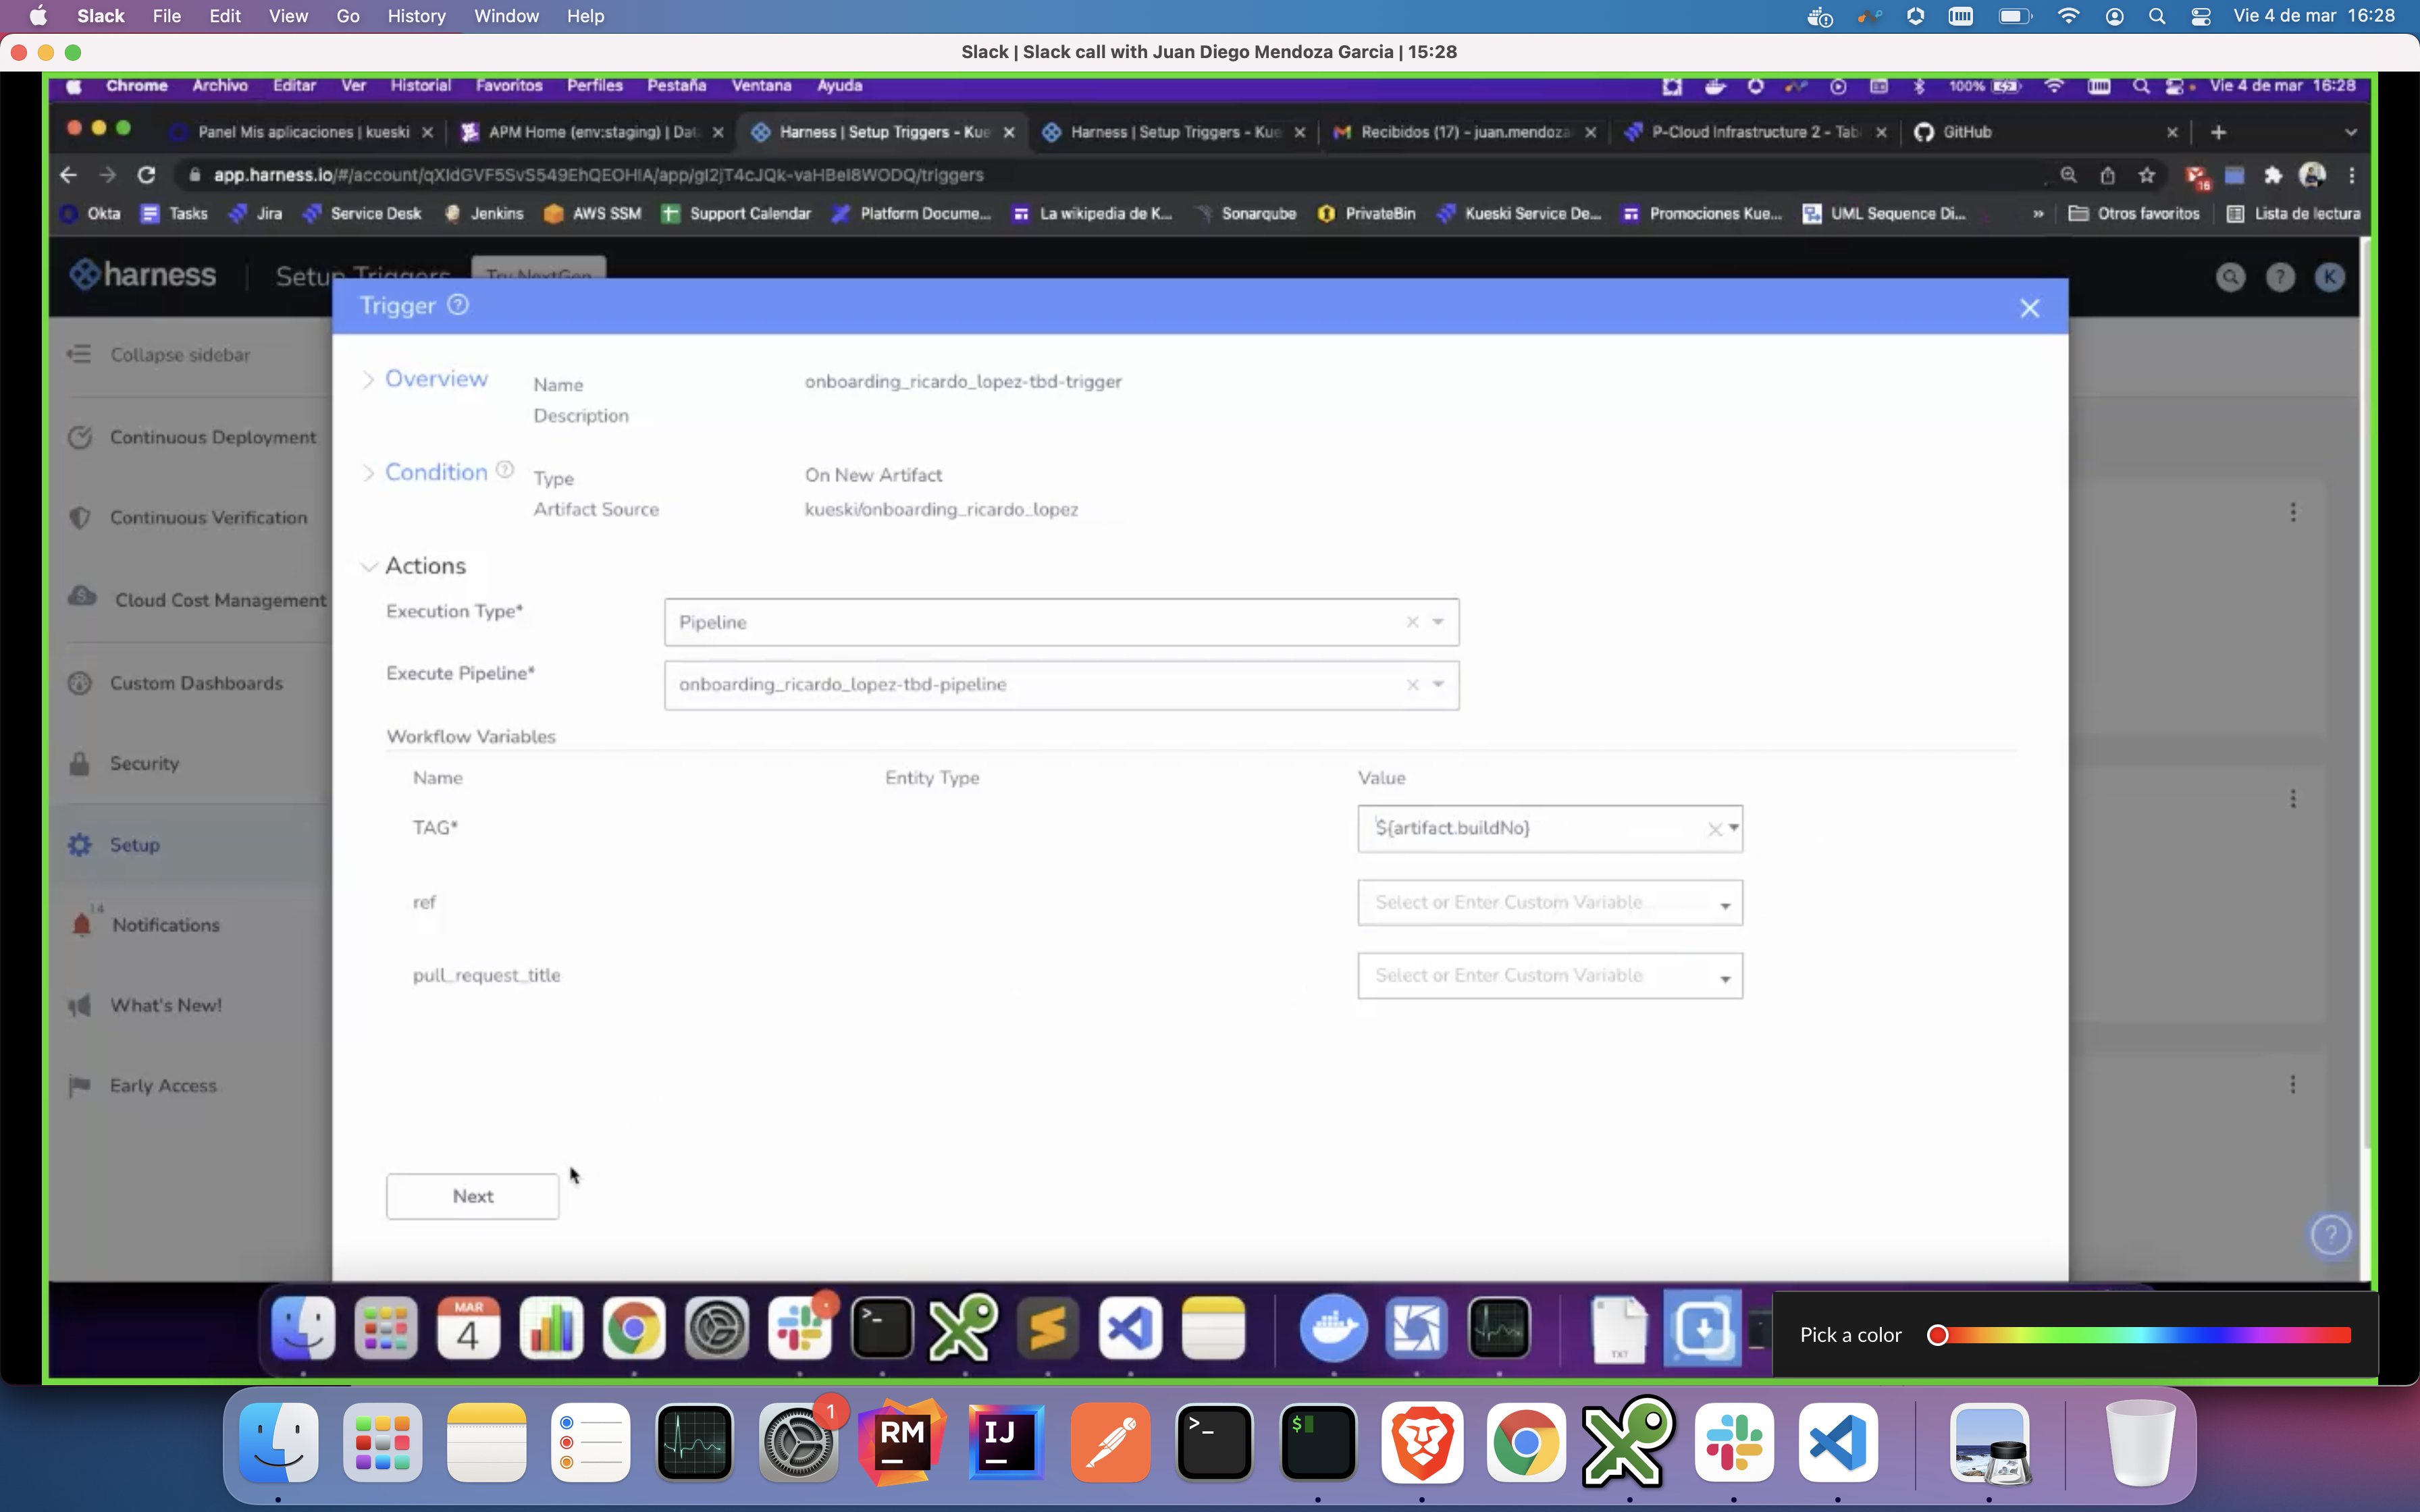 Slack File Edit View Go History Window Help Vie 4 de mar 16:28
Slack | Slack call with Juan Diego Mendoza Garcia | 15:28
Chrome Archivo Editar Ver Historial Favoritos Perfiles Pestaña Ventana Ayuda 100% Vie 4 de mar 16:28
Panel Mis aplicaciones | kueski APM Home (env:staging) | Dat Harness | Setup Triggers - Kue Harness | Setup Triggers - Kue Recibidos (17) - juan.mendoza P-Cloud Infrastructure 2 - Tab GitHub
app.harness.io/#/account/qXIdGVF5SvS549EhQEOHIA/app/gI2jT4cJQk-vaHBeI8WODQ/triggers 16
Okta Tasks Jira Service Desk Jenkins AWS SSM Support Calendar Platform Docume... La wikipedia de K... Sonarqube PrivateBin Kueski Service De... Promociones Kue... UML Sequence Di... » Otros favoritos Lista de lectura
harness Setup Triggers Try NextGen ? K
Trigger ?
Collapse sidebar
Overview Name onboarding_ricardo_lopez-tbd-trigger
Description
Continuous Deployment
Condition ? Type On New Artifact
Artifact Source kueski/onboarding_ricardo_lopez
Continuous Verification
Actions
Cloud Cost Management
Execution Type* Pipeline
Execute Pipeline* onboarding_ricardo_lopez-tbd-pipeline
Custom Dashboards
Workflow Variables
Security
Name Entity Type Value
TAG* ${artifact.buildNo}
Setup
ref Select or Enter Custom Variable
14
Notifications
pull_request_title Select or Enter Custom Variable
What's New!
Early Access
Next
?
MAR
4
TXT
Pick a color
1
RM
IJ
>_
$